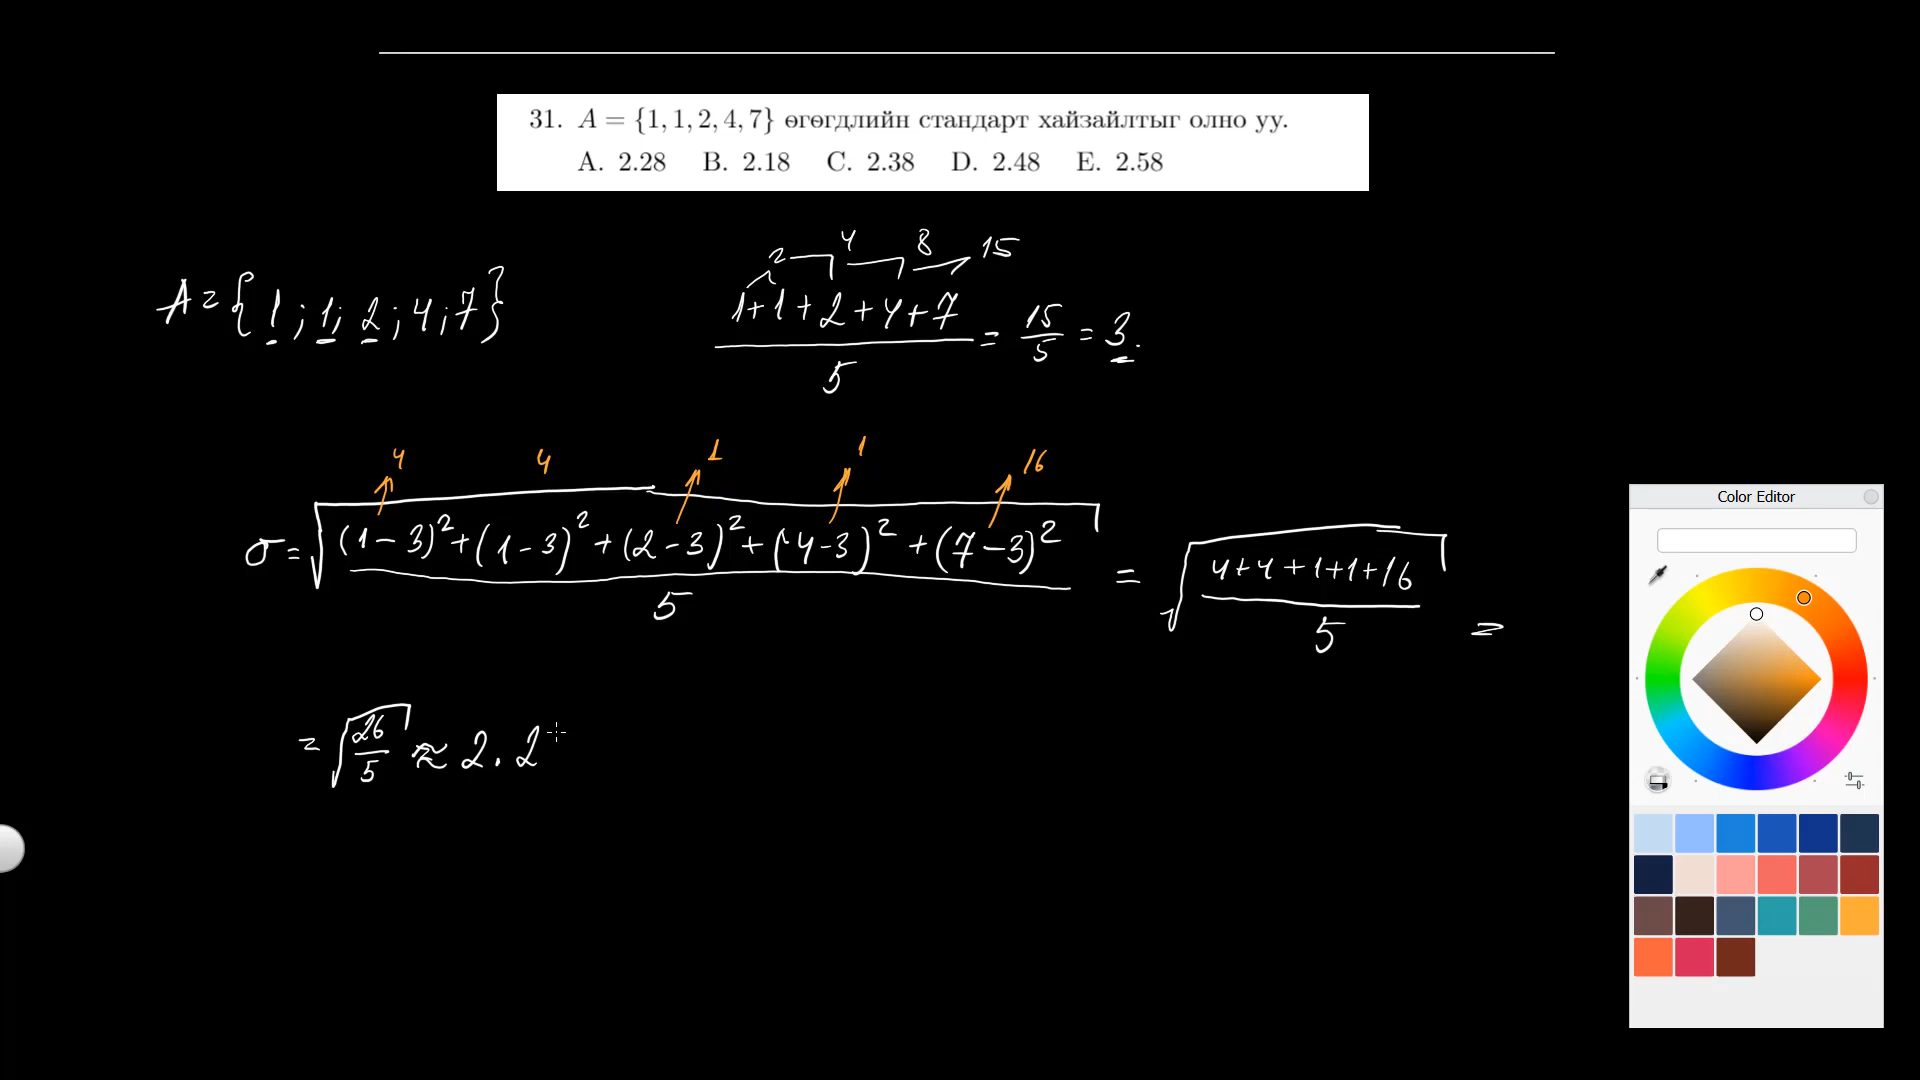 31. A = {1, 1, 2, 4, 7} өгөгдлийн стандарт хайзайлтыг олно уу.
A. 2.28 B. 2.18 C. 2.38 D. 2.48 E. 2.58
2 4 8 15
A = {1; 1; 2; 4; 7}
1+1+2+4+7
5
= 15/5 = 3.
4 4 1 1 16
σ = √((1-3)²+(1-3)²+(2-3)²+(4-3)²+(7-3)²
5
= √(4+4+1+1+16
5
=
= √26/5 ≈ 2.2
Color Editor